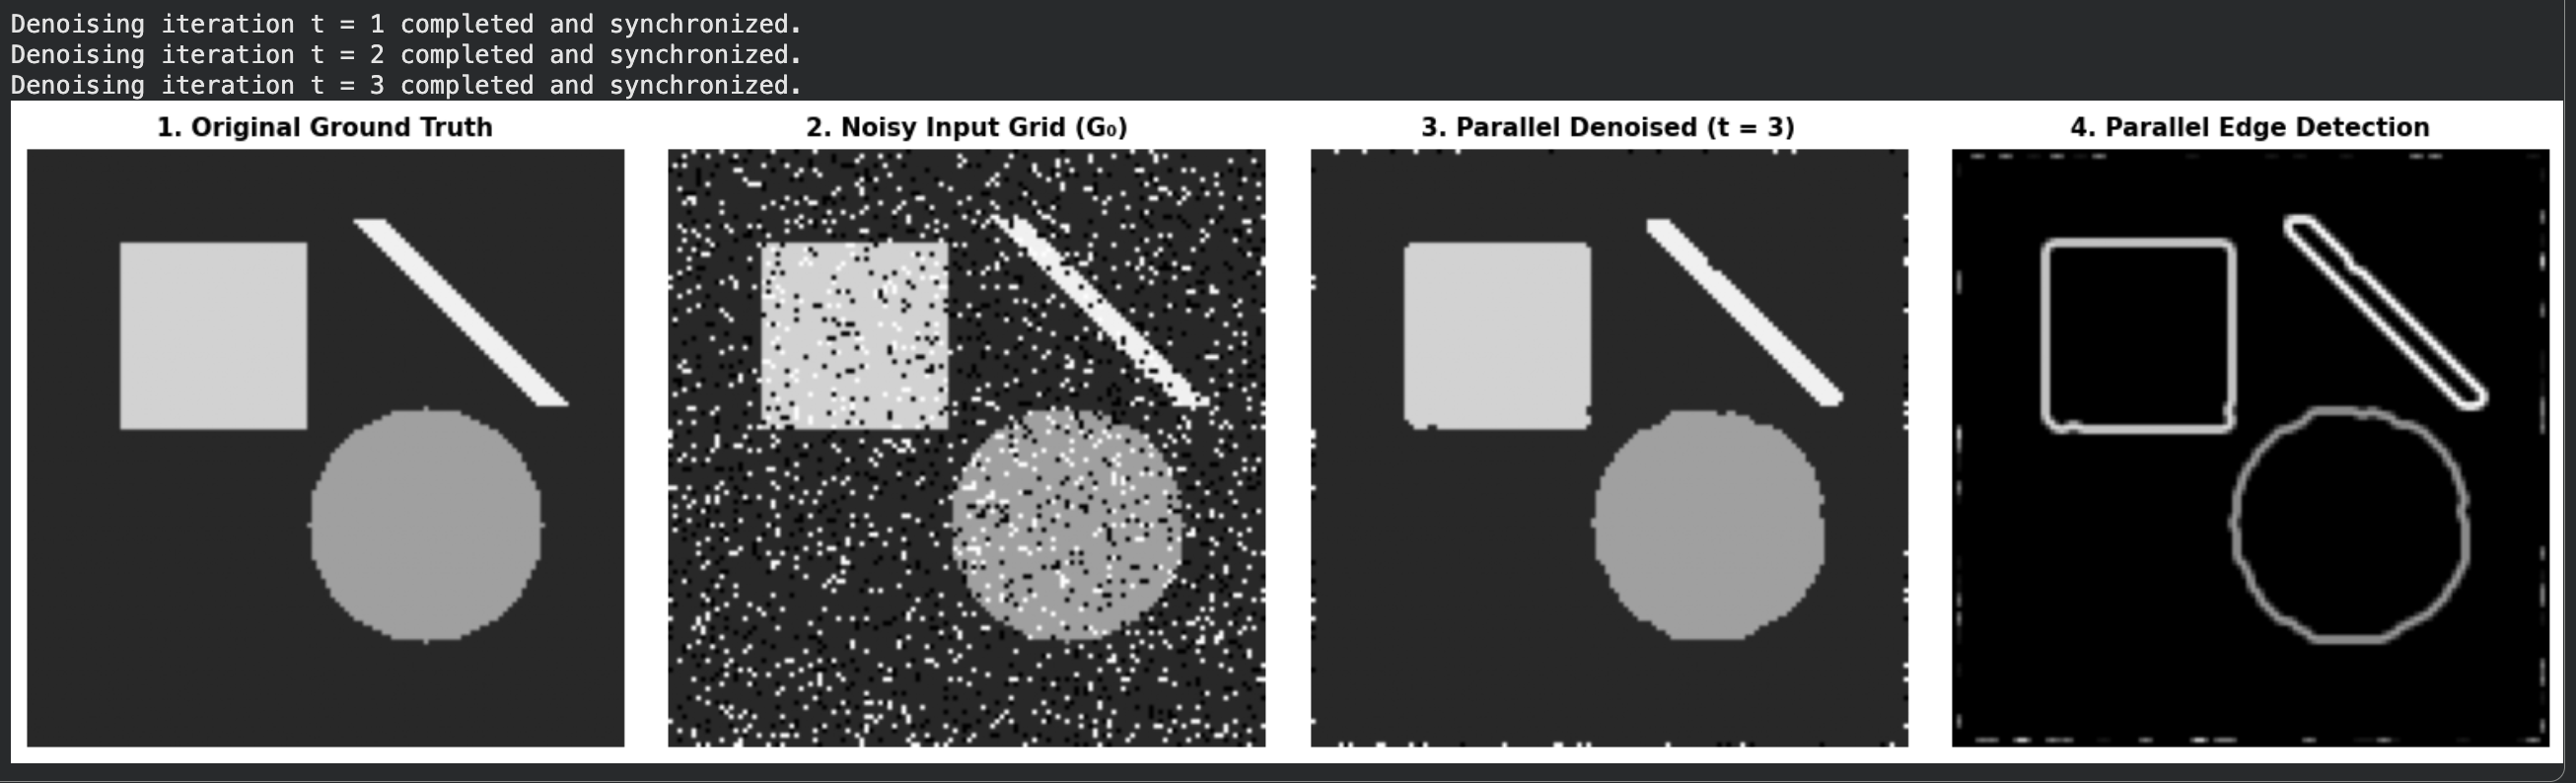 Denoising iteration t = 1 completed and synchronized.
Denoising iteration t = 2 completed and synchronized.
Denoising iteration t = 3 completed and synchronized.
1. Original Ground Truth
2. Noisy Input Grid (G₀)
3. Parallel Denoised (t = 3)
4. Parallel Edge Detection